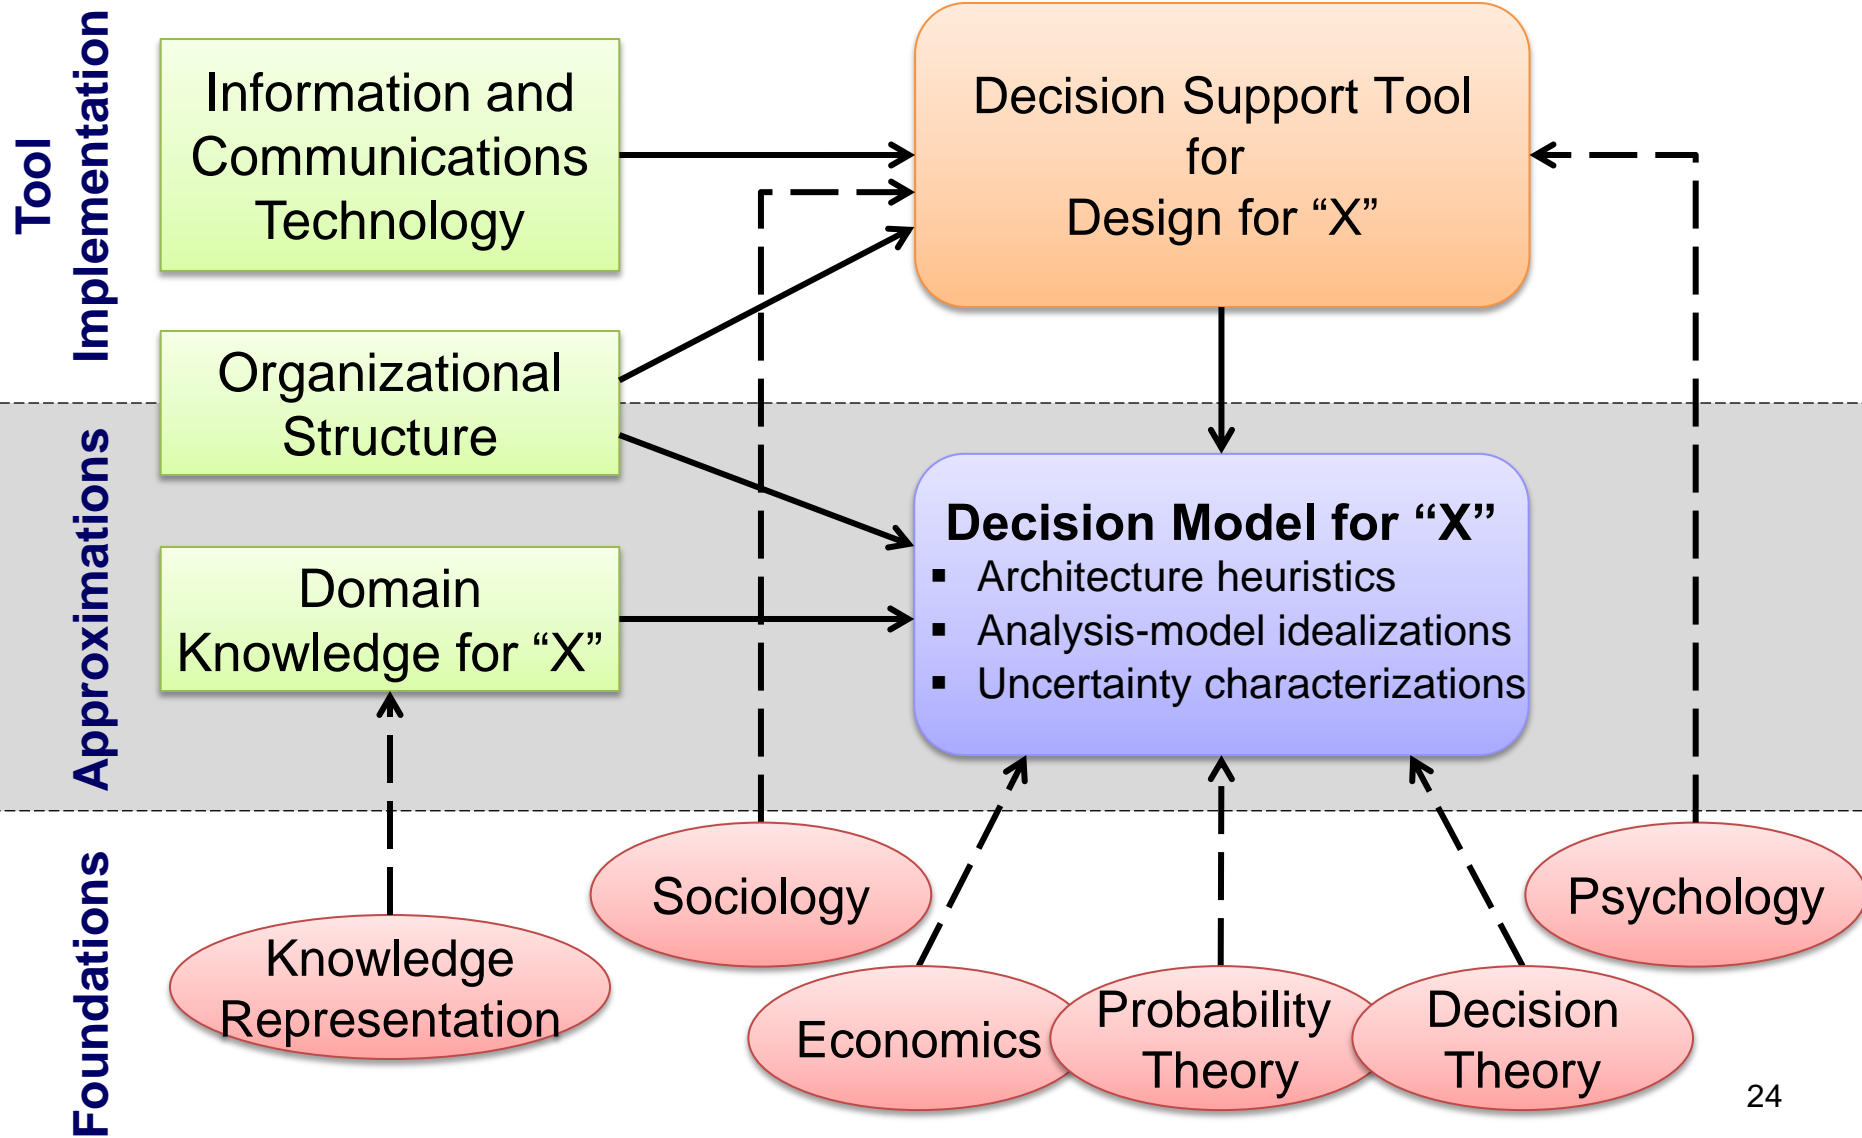 Tool
Implementation
Information and
Communications
Technology
Decision Support Tool
for
Design for “X”
Organizational
Structure
Approximations
Decision Model for “X”
▪ Architecture heuristics
▪ Analysis-model idealizations
▪ Uncertainty characterizations
Domain
Knowledge for “X”
Foundations
Knowledge
Representation
Sociology
Economics
Probability
Theory
Decision
Theory
Psychology
24